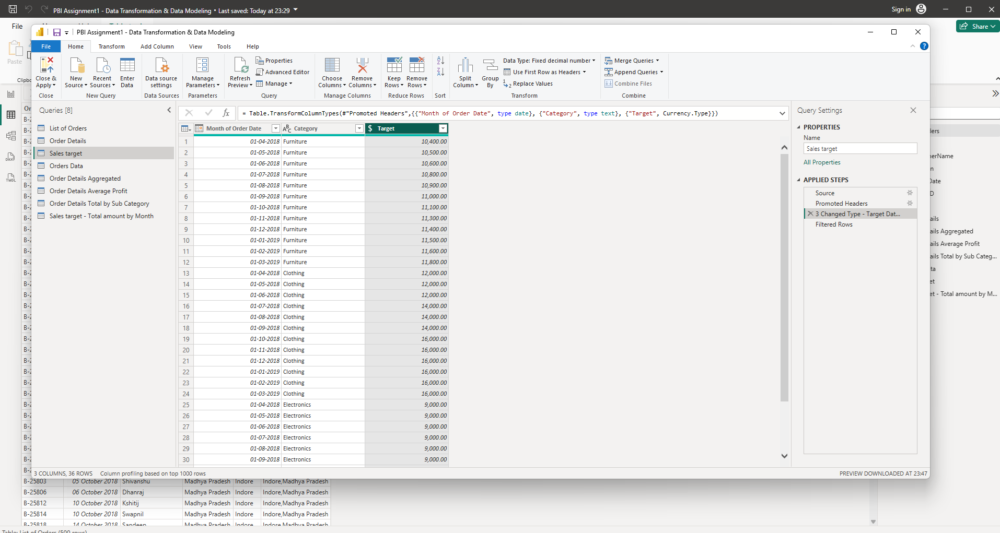 PBI Assignment1 - Data Transformation & Data Modeling • Last saved: Today at 23:29
Sign in
File
Share
Paste
PBI Assignment1 - Data Transformation & Data Modeling
File Home Transform Add Column View Tools Help
Close & Apply
Close
New Source
Recent Sources
Enter Data
New Query
Data source settings
Data Sources
Manage Parameters
Parameters
Refresh Preview
Properties
Advanced Editor
Manage
Query
Choose Columns
Remove Columns
Manage Columns
Keep Rows
Remove Rows
Reduce Rows
Sort
Split Column
Group By
Data Type: Fixed decimal number
Use First Row as Headers
Replace Values
Transform
Merge Queries
Append Queries
Combine Files
Combine
Queries [8]
List of Orders
Order Details
Sales target
Orders Data
Order Details Aggregated
Order Details Average Profit
Order Details Total by Sub Category
Sales target - Total amount by Month
fx = Table.TransformColumnTypes(#"Promoted Headers",{{"Month of Order Date", type date}, {"Category", type text}, {"Target", Currency.Type}})
Month of Order Date ABC Category $ Target
1 01-04-2018 Furniture 10,400.00
2 01-05-2018 Furniture 10,500.00
3 01-06-2018 Furniture 10,600.00
4 01-07-2018 Furniture 10,800.00
5 01-08-2018 Furniture 10,900.00
6 01-09-2018 Furniture 11,000.00
7 01-10-2018 Furniture 11,100.00
8 01-11-2018 Furniture 11,300.00
9 01-12-2018 Furniture 11,400.00
10 01-01-2019 Furniture 11,500.00
11 01-02-2019 Furniture 11,600.00
12 01-03-2019 Furniture 11,800.00
13 01-04-2018 Clothing 12,000.00
14 01-05-2018 Clothing 12,000.00
15 01-06-2018 Clothing 12,000.00
16 01-07-2018 Clothing 14,000.00
17 01-08-2018 Clothing 14,000.00
18 01-09-2018 Clothing 14,000.00
19 01-10-2018 Clothing 16,000.00
20 01-11-2018 Clothing 16,000.00
21 01-12-2018 Clothing 16,000.00
22 01-01-2019 Clothing 16,000.00
23 01-02-2019 Clothing 16,000.00
24 01-03-2019 Clothing 16,000.00
25 01-04-2018 Electronics 9,000.00
26 01-05-2018 Electronics 9,000.00
27 01-06-2018 Electronics 9,000.00
28 01-07-2018 Electronics 9,000.00
29 01-08-2018 Electronics 9,000.00
30 01-09-2018 Electronics 9,000.00
Query Settings
PROPERTIES
Name
Sales target
All Properties
APPLIED STEPS
Source
Promoted Headers
3 Changed Type - Target Dat...
Filtered Rows
3 COLUMNS, 36 ROWS Column profiling based on top 1000 rows
PREVIEW DOWNLOADED AT 23:47
DAX
TMDL
ders
nerName
Date
ails
ails Aggregated
ails Average Profit
ails Total by Sub Categ...
ta
et
et - Total amount by M...
B-25803 05 October 2018 Shivanshu Madhya Pradesh Indore Indore,Madhya Pradesh
B-25806 06 October 2018 Dhanraj Madhya Pradesh Indore Indore,Madhya Pradesh
B-25812 10 October 2018 Kshitij Madhya Pradesh Indore Indore,Madhya Pradesh
B-25814 10 October 2018 Swapnil Madhya Pradesh Indore Indore,Madhya Pradesh
B-25818 14 October 2018 Sandeep Madhya Pradesh Indore Indore,Madhya Pradesh
Table: List of Orders (500 rows)